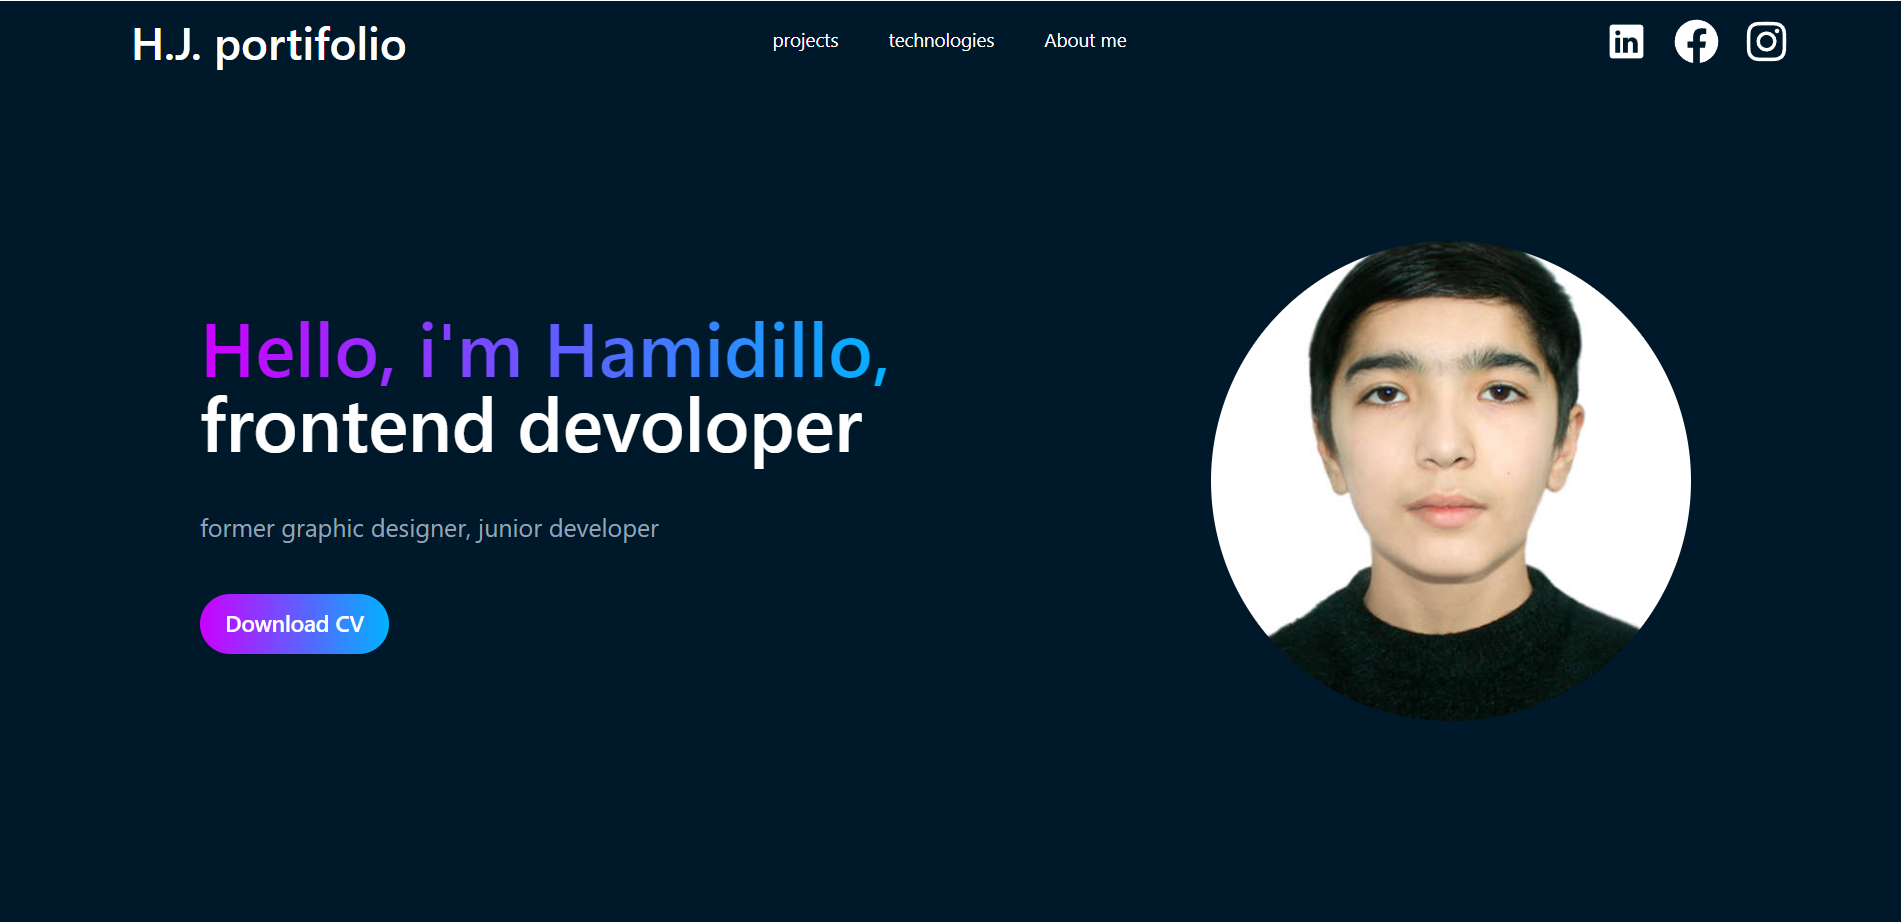 H.J. portifolio
projects
technologies
About me
in
Hello, i'm Hamidillo,
frontend devoloper
former graphic designer, junior developer
Download CV